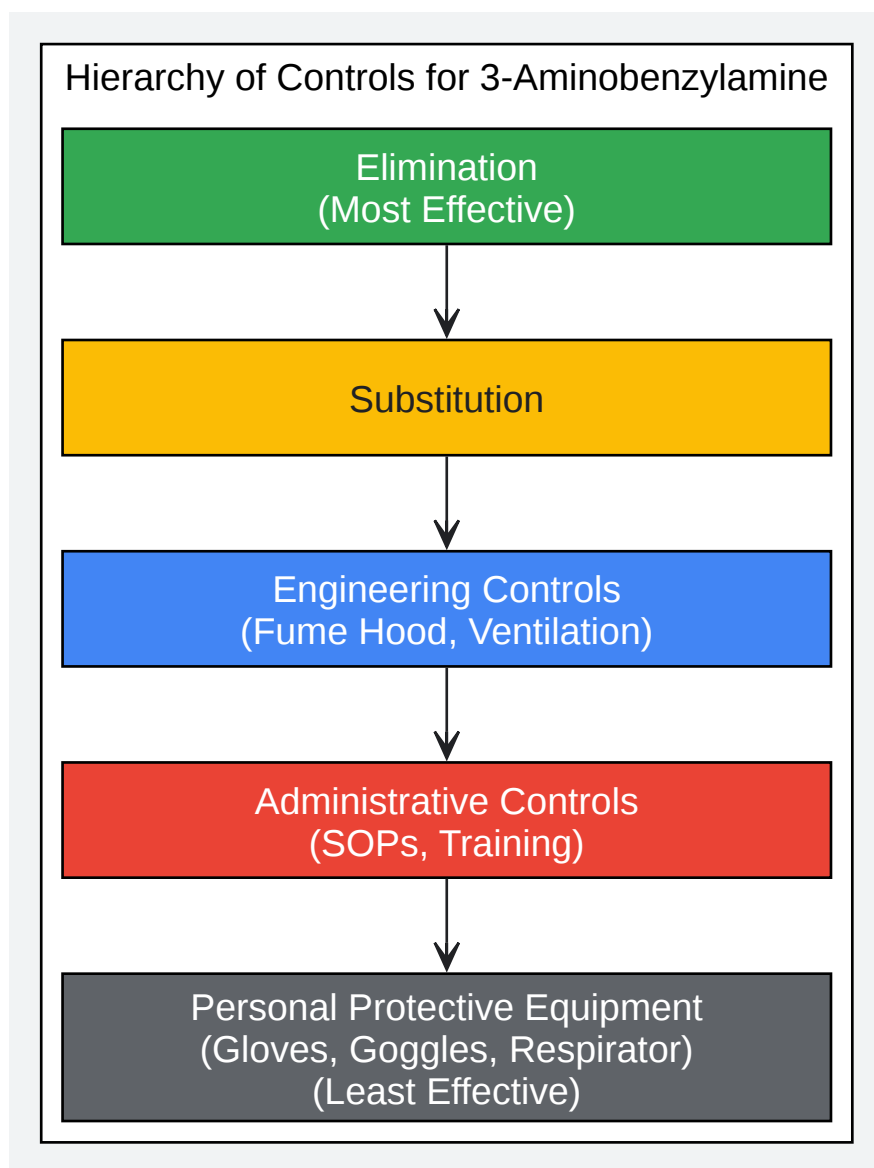 Hierarchy of Controls for 3-Aminobenzylamine
Elimination
(Most Effective)
Substitution
Engineering Controls
(Fume Hood, Ventilation)
Administrative Controls
(SOPs, Training)
Personal Protective Equipment
(Gloves, Goggles, Respirator)
(Least Effective)